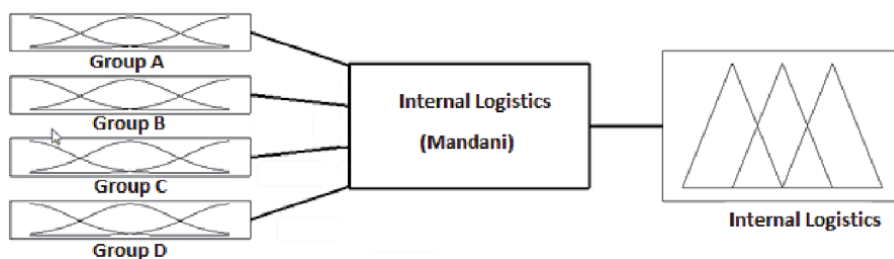 Group A
Group B
Group C
Group D
Internal Logistics
(Mandani)
Internal Logistics